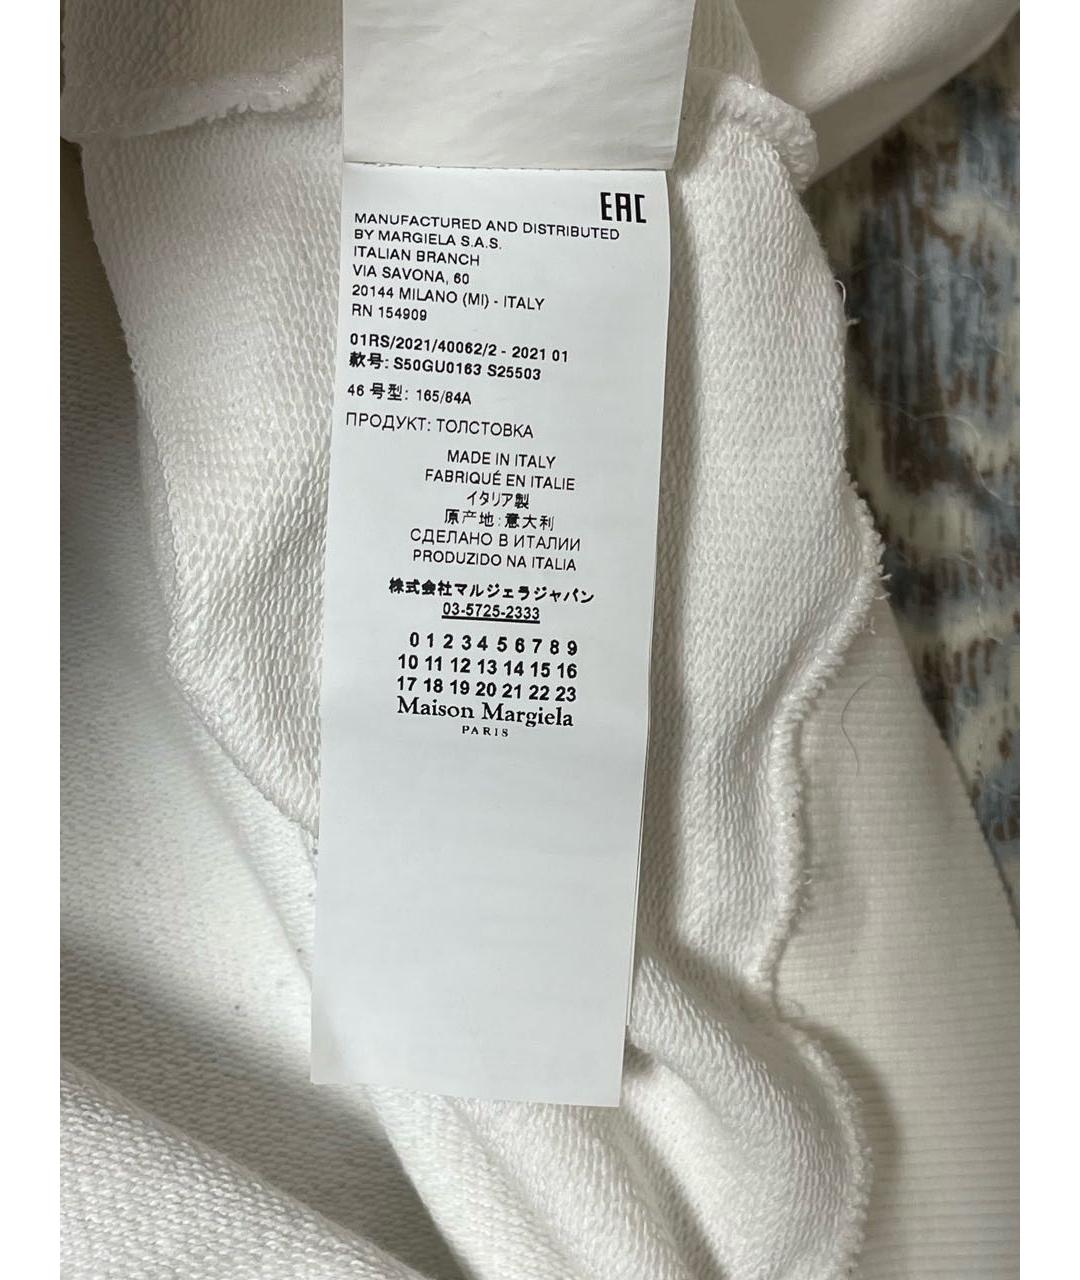 EAC
MANUFACTURED AND DISTRIBUTED
BY MARGIELA S.A.S.
ITALIAN BRANCH
VIA SAVONA, 60
20144 MILANO (MI) - ITALY
RN 154909
01RS/2021/40062/2 - 2021 01
款号: S50GU0163 S25503
46 号型: 165/84A
ПРОДУКТ: ТОЛСТОВКА
MADE IN ITALY
FABRIQUÉ EN ITALIE
イタリア製
原产地:意大利
СДЕЛАНО В ИТАЛИИ
PRODUZIDO NA ITALIA
株式会社マルジェラジャパン
03-5725-2333
0 1 2 3 4 5 6 7 8 9
10 11 12 13 14 15 16
17 18 19 20 21 22 23
Maison Margiela
PARIS